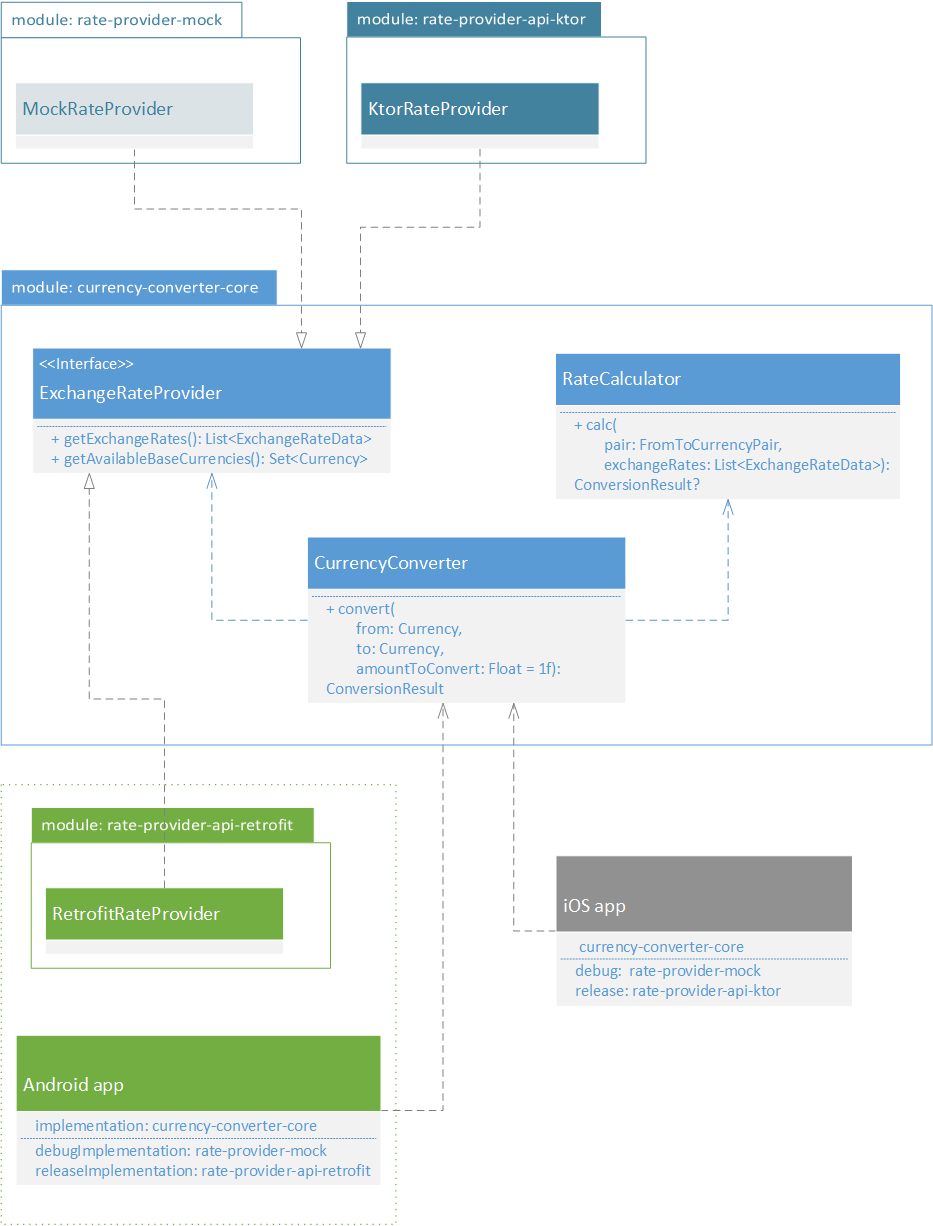 module: rate-provider-mock
module: rate-provider-api-ktor
MockRateProvider
KtorRateProvider
module: currency-converter-core
<<Interface>>
ExchangeRateProvider
+ getExchangeRates(): List<ExchangeRateData>
+ getAvailableBaseCurrencies(): Set<Currency>
RateCalculator
+ calc(
pair: FromToCurrencyPair,
exchangeRates: List<ExchangeRateData>):
ConversionResult?
CurrencyConverter
+ convert(
from: Currency,
to: Currency,
amountToConvert: Float = 1f):
ConversionResult
module: rate-provider-api-retrofit
RetrofitRateProvider
iOS app
currency-converter-core
debug:  rate-provider-mock
release: rate-provider-api-ktor
Android app
implementation: currency-converter-core
debugImplementation: rate-provider-mock
releaseImplementation: rate-provider-api-retrofit